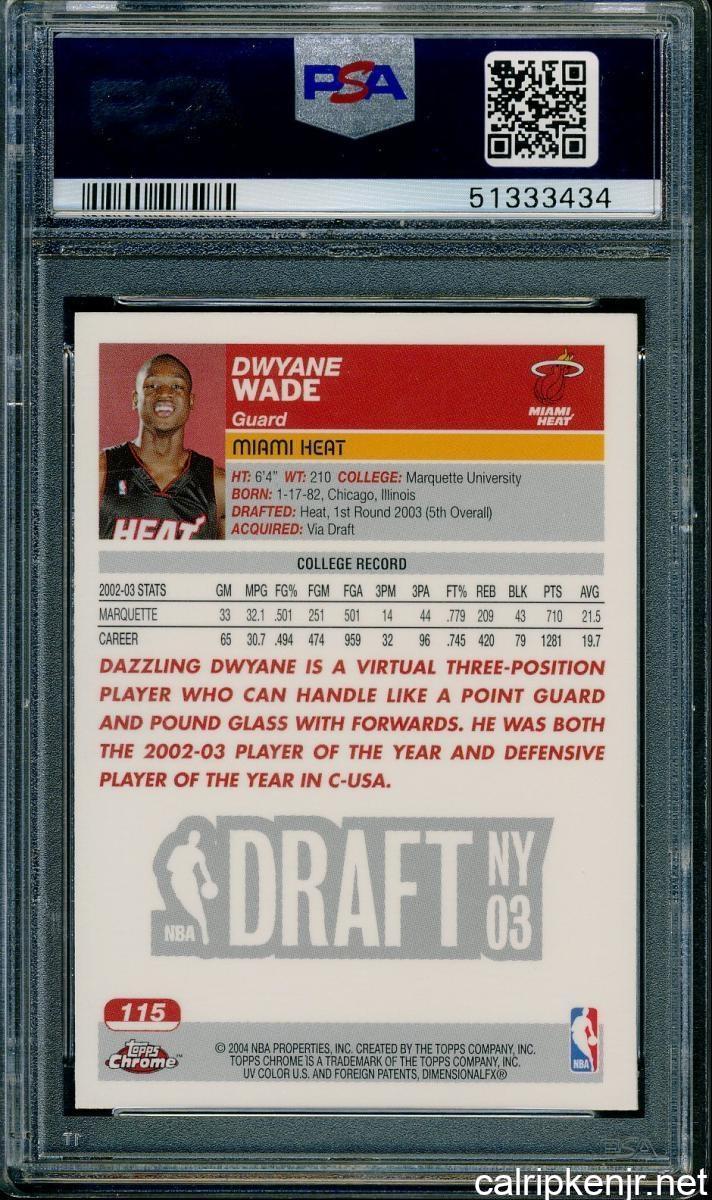 PSA
51333434
DWYANE
WADE
Guard
MIAMI HEAT
MIAMI
HEAT
HT: 6'4" WT: 210 COLLEGE: Marquette University
BORN: 1-17-82, Chicago, Illinois
DRAFTED: Heat, 1st Round 2003 (5th Overall)
ACQUIRED: Via Draft
HEAT
COLLEGE RECORD
2002-03 STATS GM MPG FG% FGM FGA 3PM 3PA FT% REB BLK PTS AVG
MARQUETTE 33 32.1 .501 251 501 14 44 .779 209 43 710 21.5
CAREER 65 30.7 .494 474 959 32 96 .745 420 79 1281 19.7
DAZZLING DWYANE IS A VIRTUAL THREE-POSITION
PLAYER WHO CAN HANDLE LIKE A POINT GUARD
AND POUND GLASS WITH FORWARDS. HE WAS BOTH
THE 2002-03 PLAYER OF THE YEAR AND DEFENSIVE
PLAYER OF THE YEAR IN C-USA.
NBA DRAFT NY
03
115
Topps
Chrome™
© 2004 NBA PROPERTIES, INC. CREATED BY THE TOPPS COMPANY, INC.
TOPPS CHROME IS A TRADEMARK OF THE TOPPS COMPANY, INC.
UV COLOR U.S. AND FOREIGN PATENTS, DIMENSIONALFX®
NBA
PSA
calripkenjr.net